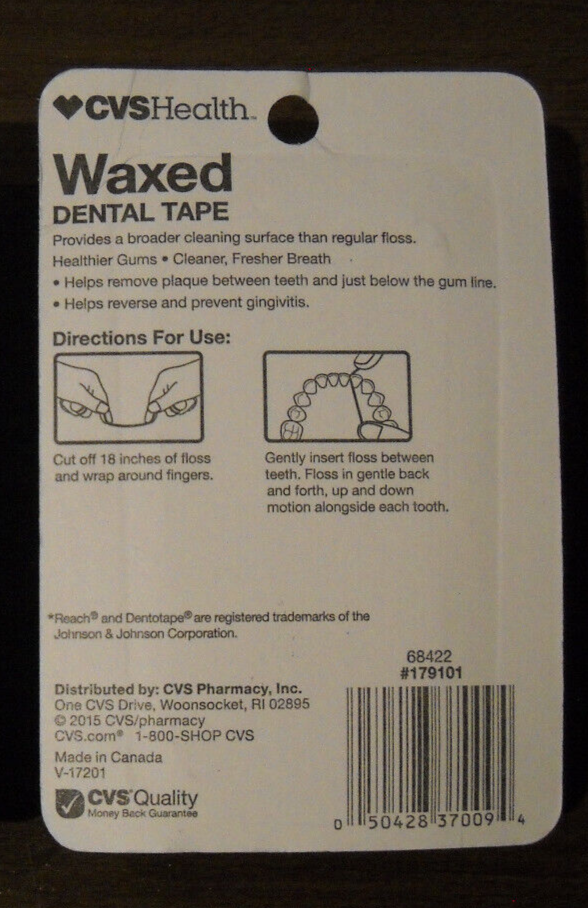 CVSHealth™
Waxed
DENTAL TAPE
Provides a broader cleaning surface than regular floss.
Healthier Gums • Cleaner, Fresher Breath
• Helps remove plaque between teeth and just below the gum line.
• Helps reverse and prevent gingivitis.
Directions For Use:
Cut off 18 inches of floss
and wrap around fingers.
Gently insert floss between
teeth. Floss in gentle back
and forth, up and down
motion alongside each tooth.
*Reach® and Dentotape® are registered trademarks of the
Johnson & Johnson Corporation.
68422
#179101
Distributed by: CVS Pharmacy, Inc.
One CVS Drive, Woonsocket, RI 02895
© 2015 CVS/pharmacy
CVS.com® 1-800-SHOP CVS
Made in Canada
V-17201
CVS® Quality
Money Back Guarantee
0 50428 37009 4